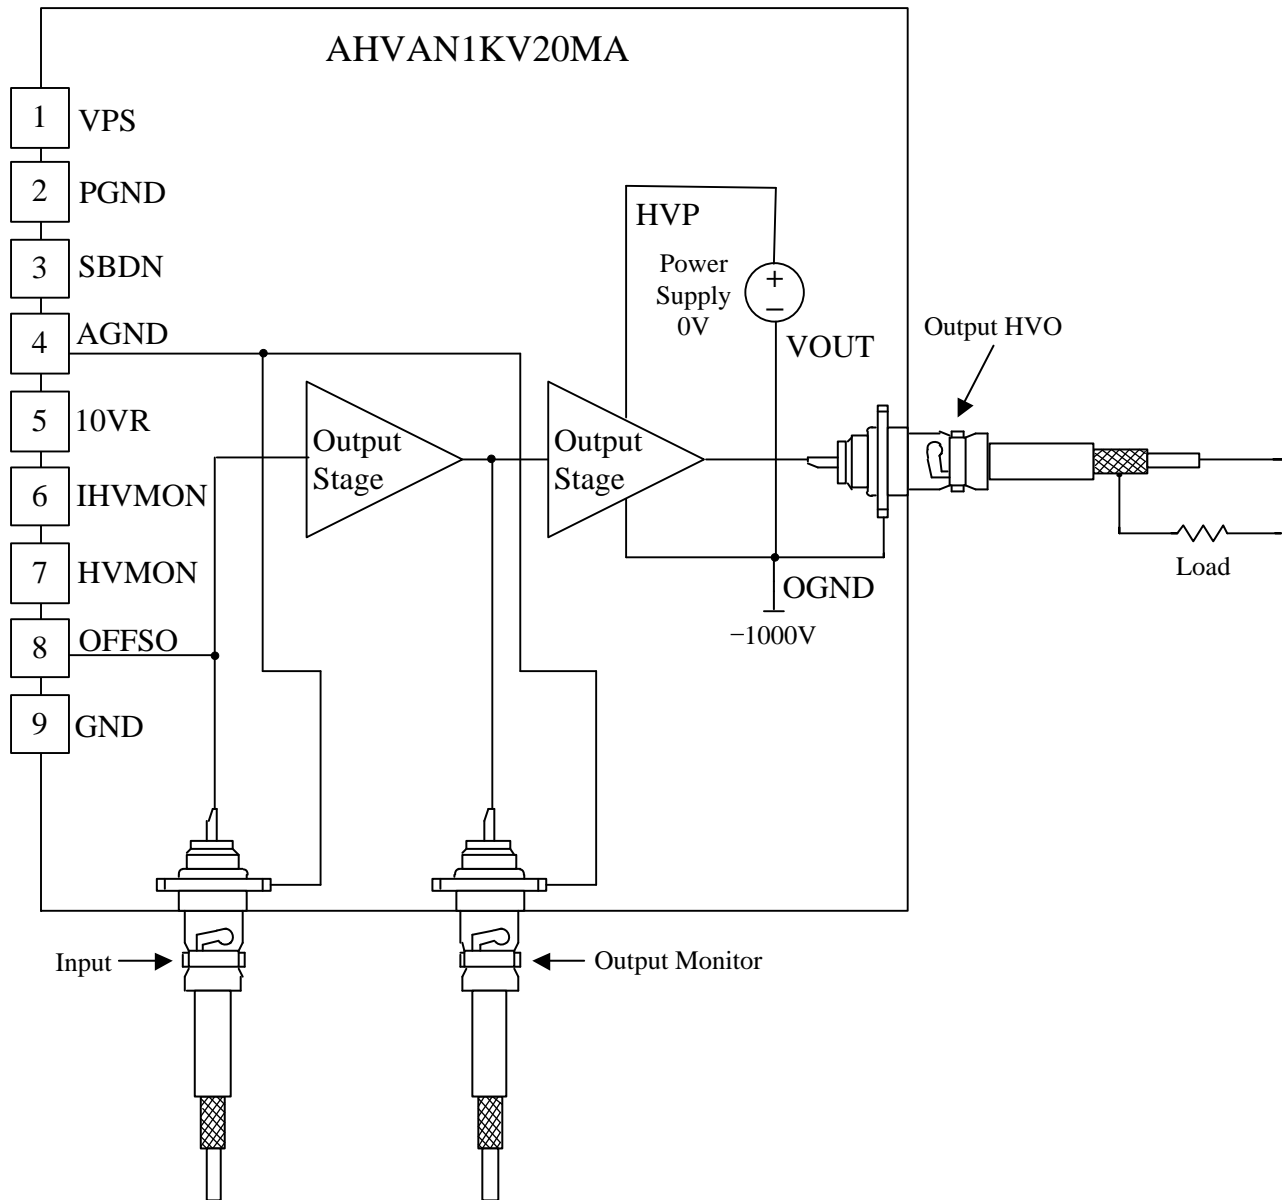 AHVAN1KV20MA
1 VPS
2 PGND
3 SBDN
4 AGND
5 10VR
6 IHVMON
7 HVMON
8 OFFSO
9 GND
Output
Stage
Output
Stage
HVP
Power
Supply
0V
+
−
VOUT
OGND
−1000V
Output HVO
Load
Input
Output Monitor